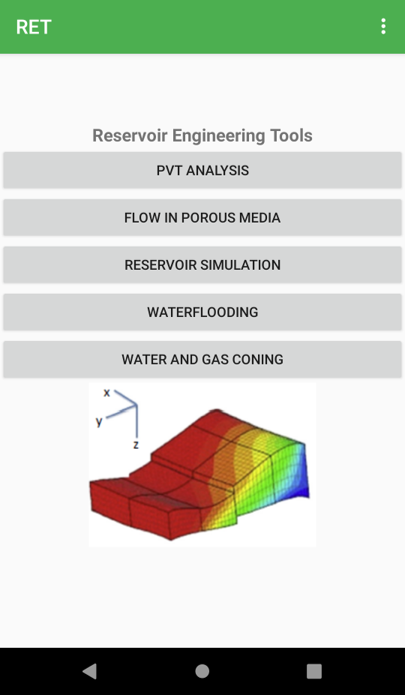 RET
Reservoir Engineering Tools
PVT ANALYSIS
FLOW IN POROUS MEDIA
RESERVOIR SIMULATION
WATERFLOODING
WATER AND GAS CONING
x
y
z